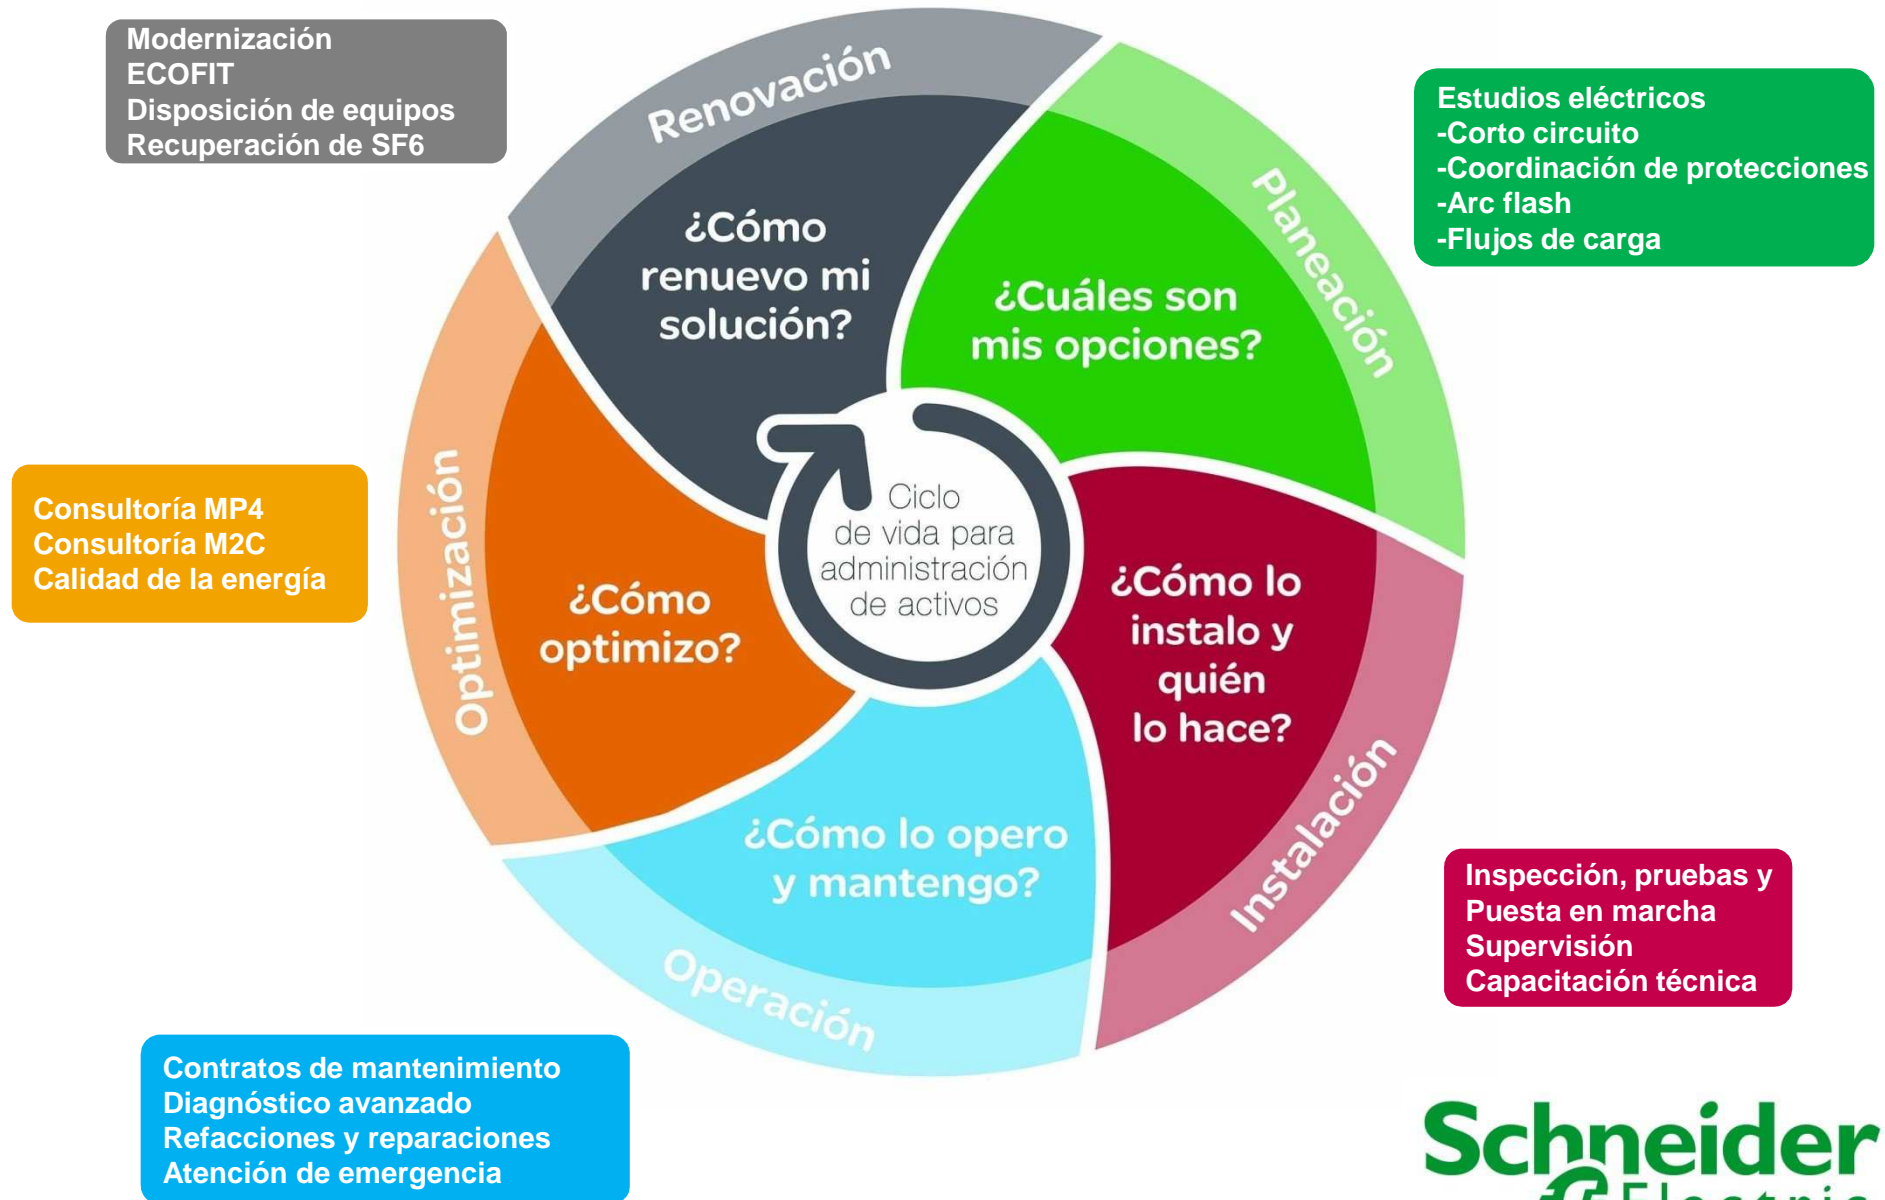 Modernización
ECOFIT
Disposición de equipos
Recuperación de SF6
Renovación
¿Cómo
renuevo mi
solución?
Planeación
¿Cuáles son
mis opciones?
Estudios eléctricos
-Corto circuito
-Coordinación de protecciones
-Arc flash
-Flujos de carga
Optimización
¿Cómo
optimizo?
Consultoría MP4
Consultoría M2C
Calidad de la energía
Ciclo
de vida para
administración
de activos
¿Cómo lo
instalo y
quién
lo hace?
Instalación
Inspección, pruebas y
Puesta en marcha
Supervisión
Capacitación técnica
¿Cómo lo opero
y mantengo?
Operación
Contratos de mantenimiento
Diagnóstico avanzado
Refacciones y reparaciones
Atención de emergencia
Schneider
Electric